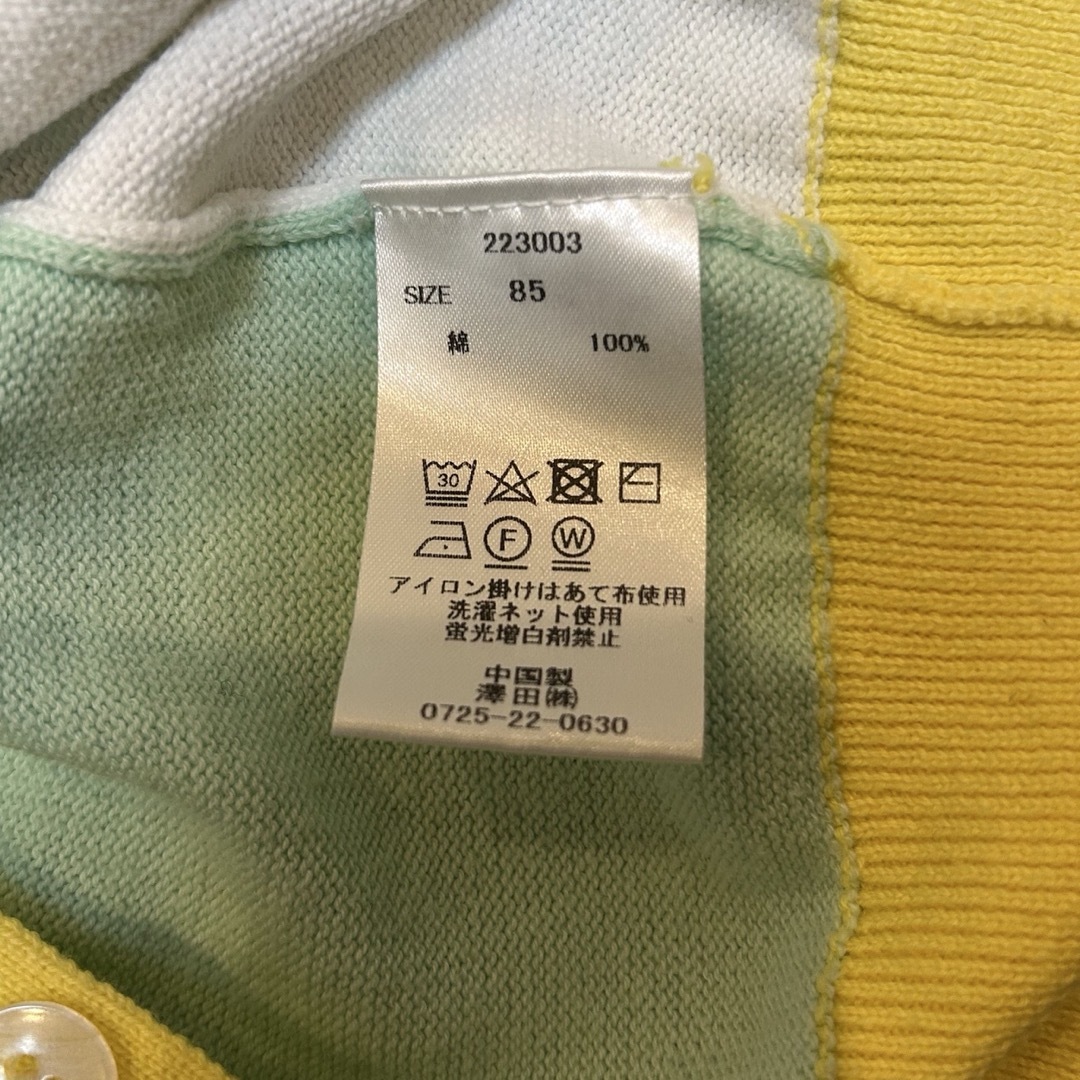 223003
SIZE 85
綿 100%
30
F W
アイロン掛けはあて布使用
洗濯ネット使用
蛍光増白剤禁止
中国製
澤田㈱
0725-22-0630